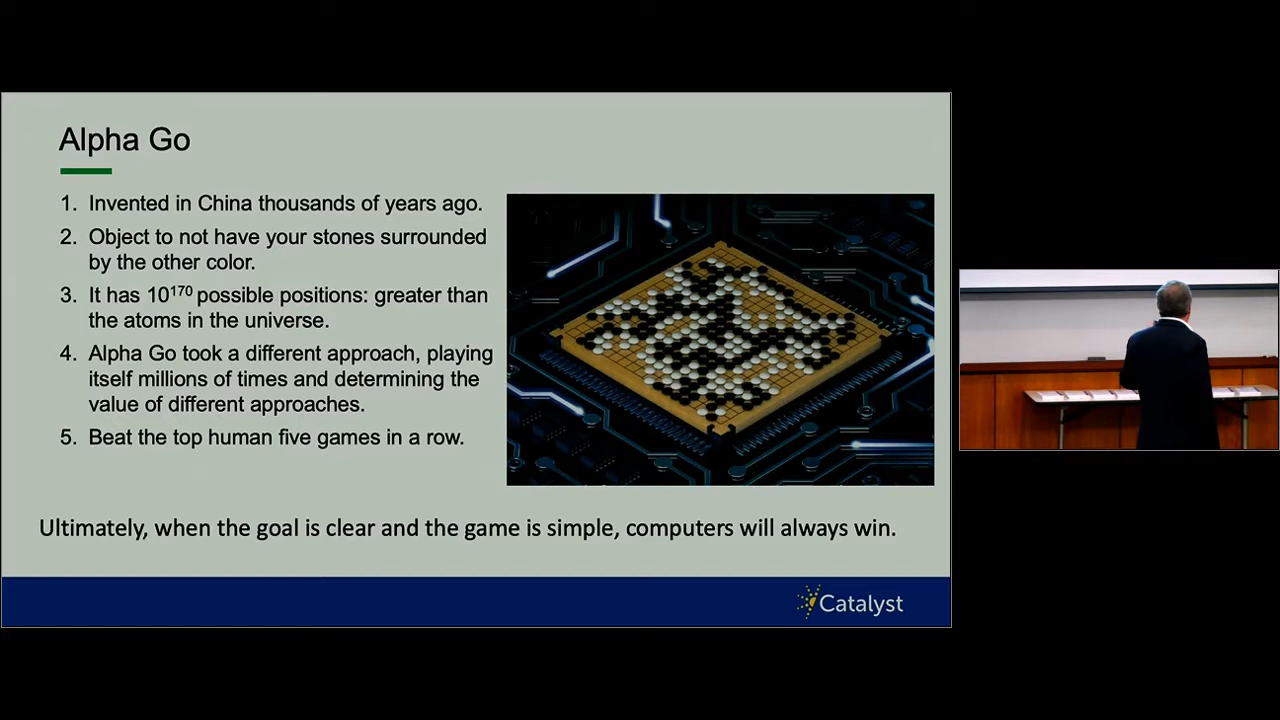 Alpha Go
1. Invented in China thousands of years ago.
2. Object to not have your stones surrounded
by the other color.
3. It has 10¹⁷⁰ possible positions: greater than
the atoms in the universe.
4. Alpha Go took a different approach, playing
itself millions of times and determining the
value of different approaches.
5. Beat the top human five games in a row.
Ultimately, when the goal is clear and the game is simple, computers will always win.
Catalyst